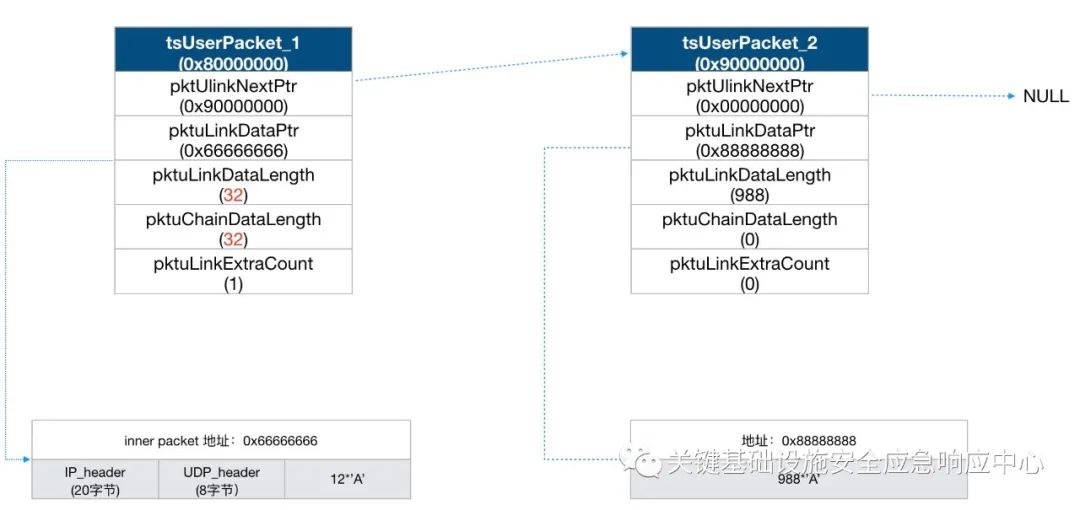 tsUserPacket_1
(0x80000000)
pktUlinkNextPtr
(0x90000000)
pktuLinkDataPtr
(0x66666666)
pktuLinkDataLength
(32)
pktuChainDataLength
(32)
pktuLinkExtraCount
(1)
tsUserPacket_2
(0x90000000)
pktUlinkNextPtr
(0x00000000)
pktuLinkDataPtr
(0x88888888)
pktuLinkDataLength
(988)
pktuChainDataLength
(0)
pktuLinkExtraCount
(0)
NULL
inner packet 地址：0x66666666
IP_header
(20字节)
UDP_header
(8字节)
12*'A'
地址：0x88888888
988*'A'
关键基础设施安全应急响应中心